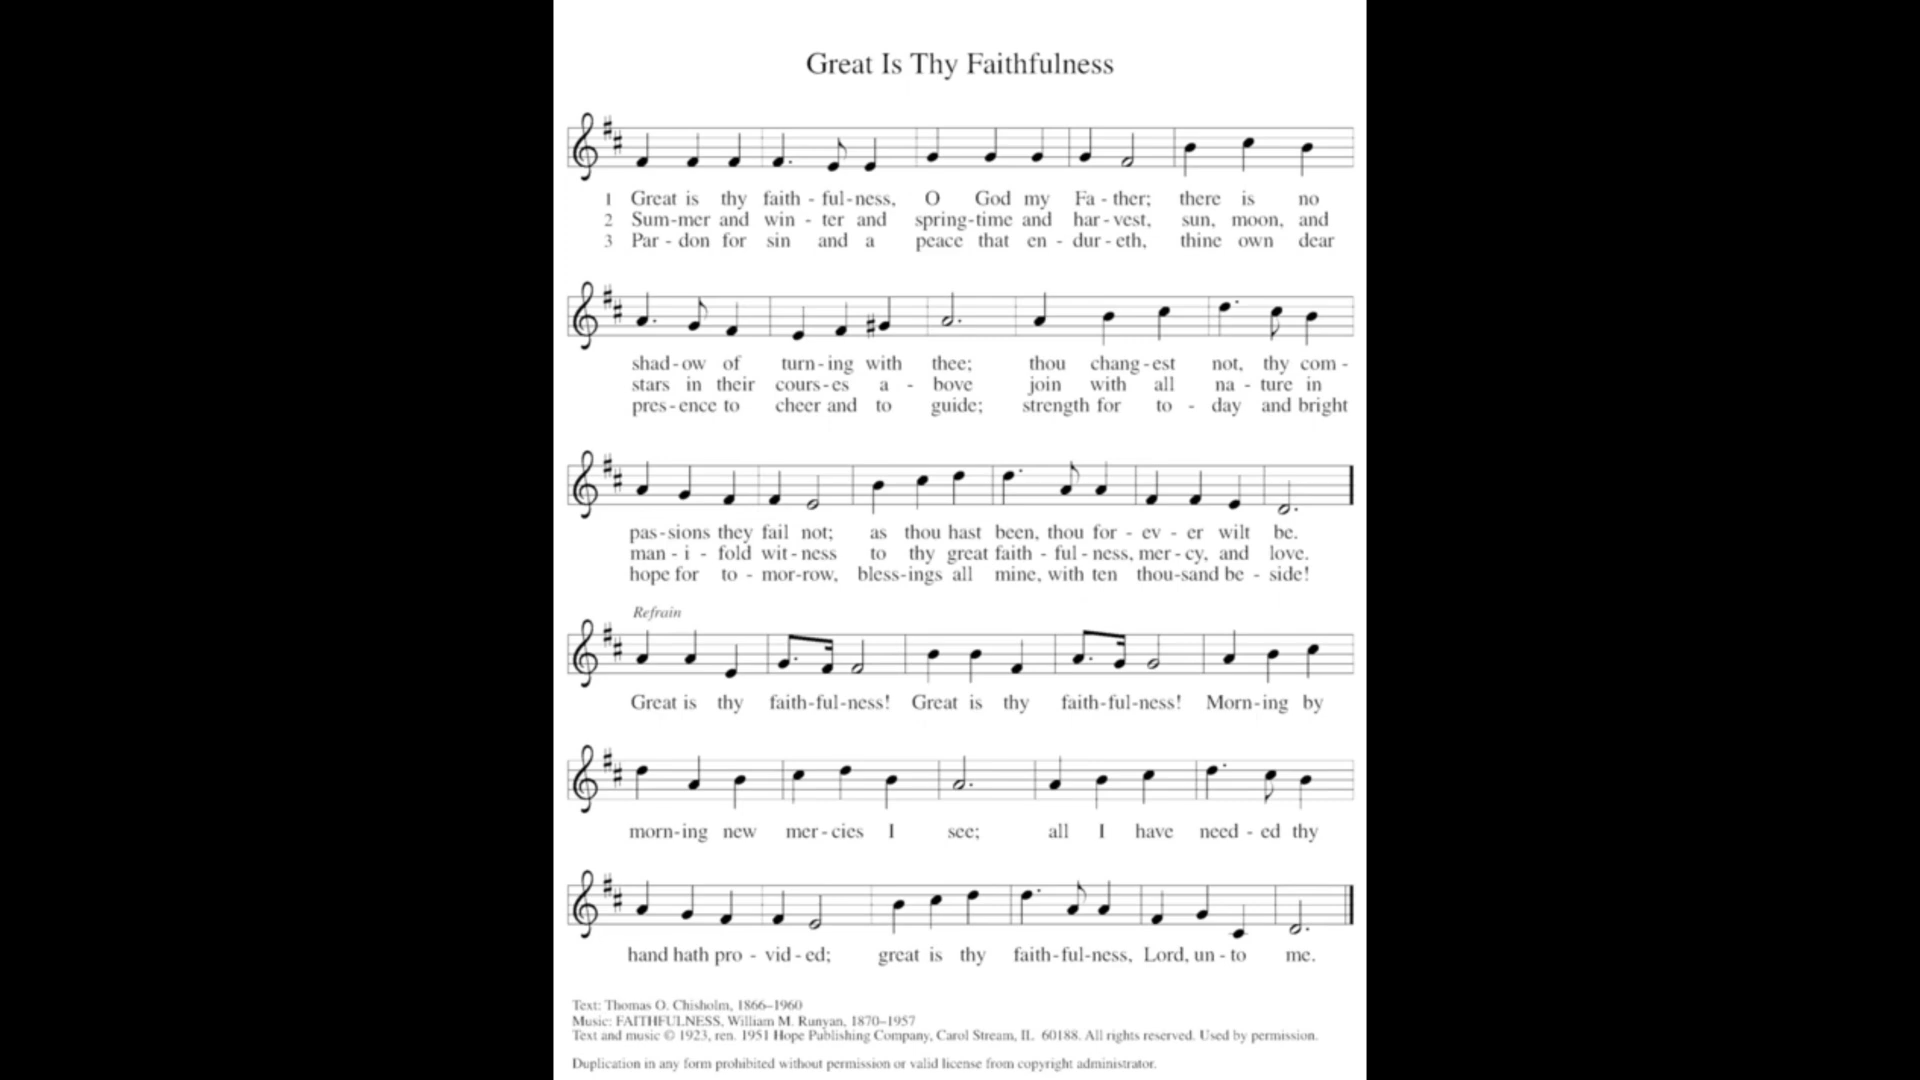 Great Is Thy Faithfulness
1 Great is thy faith - ful-ness, O God my Fa - ther; there is no
2 Sum-mer and win - ter and spring-time and har-vest, sun, moon, and
3 Par - don for sin and a peace that en - dur - eth, thine own dear
shad-ow of turn-ing with thee; thou chang-est not, thy com -
stars in their cours-es a - bove join with all na - ture in
pres-ence to cheer and to guide; strength for to - day and bright
pas-sions they fail not; as thou hast been, thou for - ev - er wilt be.
man - i - fold wit-ness to thy great faith - ful - ness, mer - cy, and love.
hope for to - mor-row, bless-ings all mine, with ten thou-sand be - side!
Refrain
Great is thy faith-ful-ness! Great is thy faith-ful-ness! Morn-ing by
morn-ing new mer-cies I see; all I have need - ed thy
hand hath pro - vid - ed; great is thy faith-ful-ness, Lord, un - to me.
Text: Thomas O. Chisholm, 1866–1960
Music: FAITHFULNESS, William M. Runyan, 1870–1957
Text and music © 1923, ren. 1951 Hope Publishing Company, Carol Stream, IL 60188. All rights reserved. Used by permission.
Duplication in any form prohibited without permission or valid license from copyright administrator.